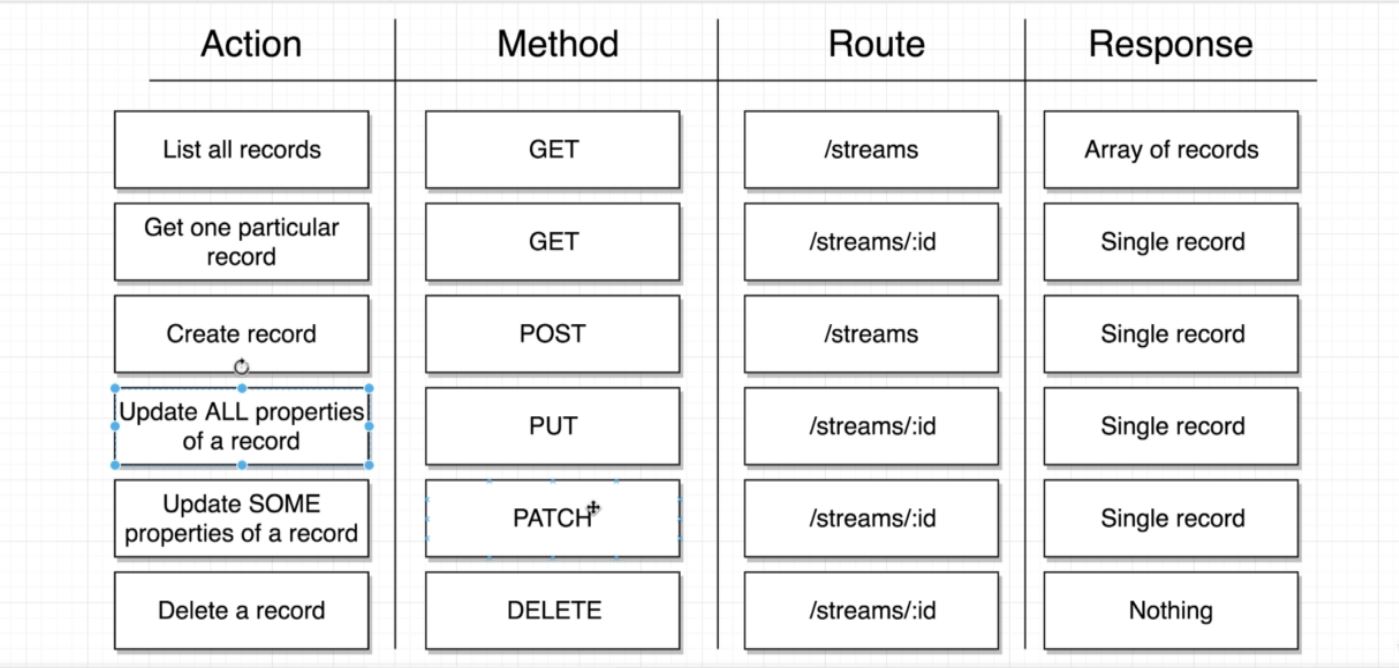 Action Method Route Response
List all records GET /streams Array of records
Get one particular
record
GET /streams/:id Single record
Create record POST /streams Single record
Update ALL properties
of a record
PUT /streams/:id Single record
Update SOME
properties of a record
PATCH /streams/:id Single record
Delete a record DELETE /streams/:id Nothing